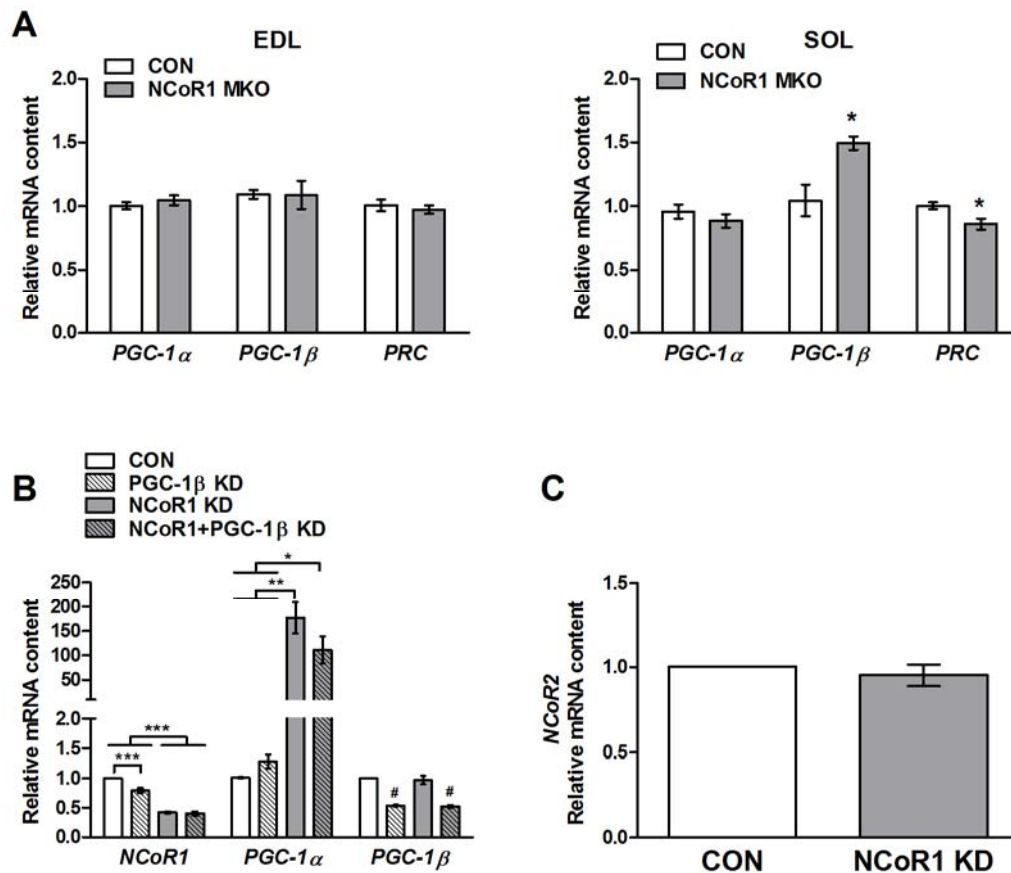 A
EDL
CON
NCoR1 MKO
Relative mRNA content
2.0
1.5
1.0
0.5
0.0
PGC-1α PGC-1β PRC
SOL
CON
NCoR1 MKO
Relative mRNA content
2.0
1.5
1.0
0.5
0.0
*
*
PGC-1α PGC-1β PRC
B
CON
PGC-1β KD
NCoR1 KD
NCoR1+PGC-1β KD
Relative mRNA content
250
200
150
100
50
2.0
1.5
1.0
0.5
0.0
***
***
*
**
# #
NCoR1 PGC-1α PGC-1β
C
NCoR2
Relative mRNA content
1.5
1.0
0.5
0.0
CON NCoR1 KD